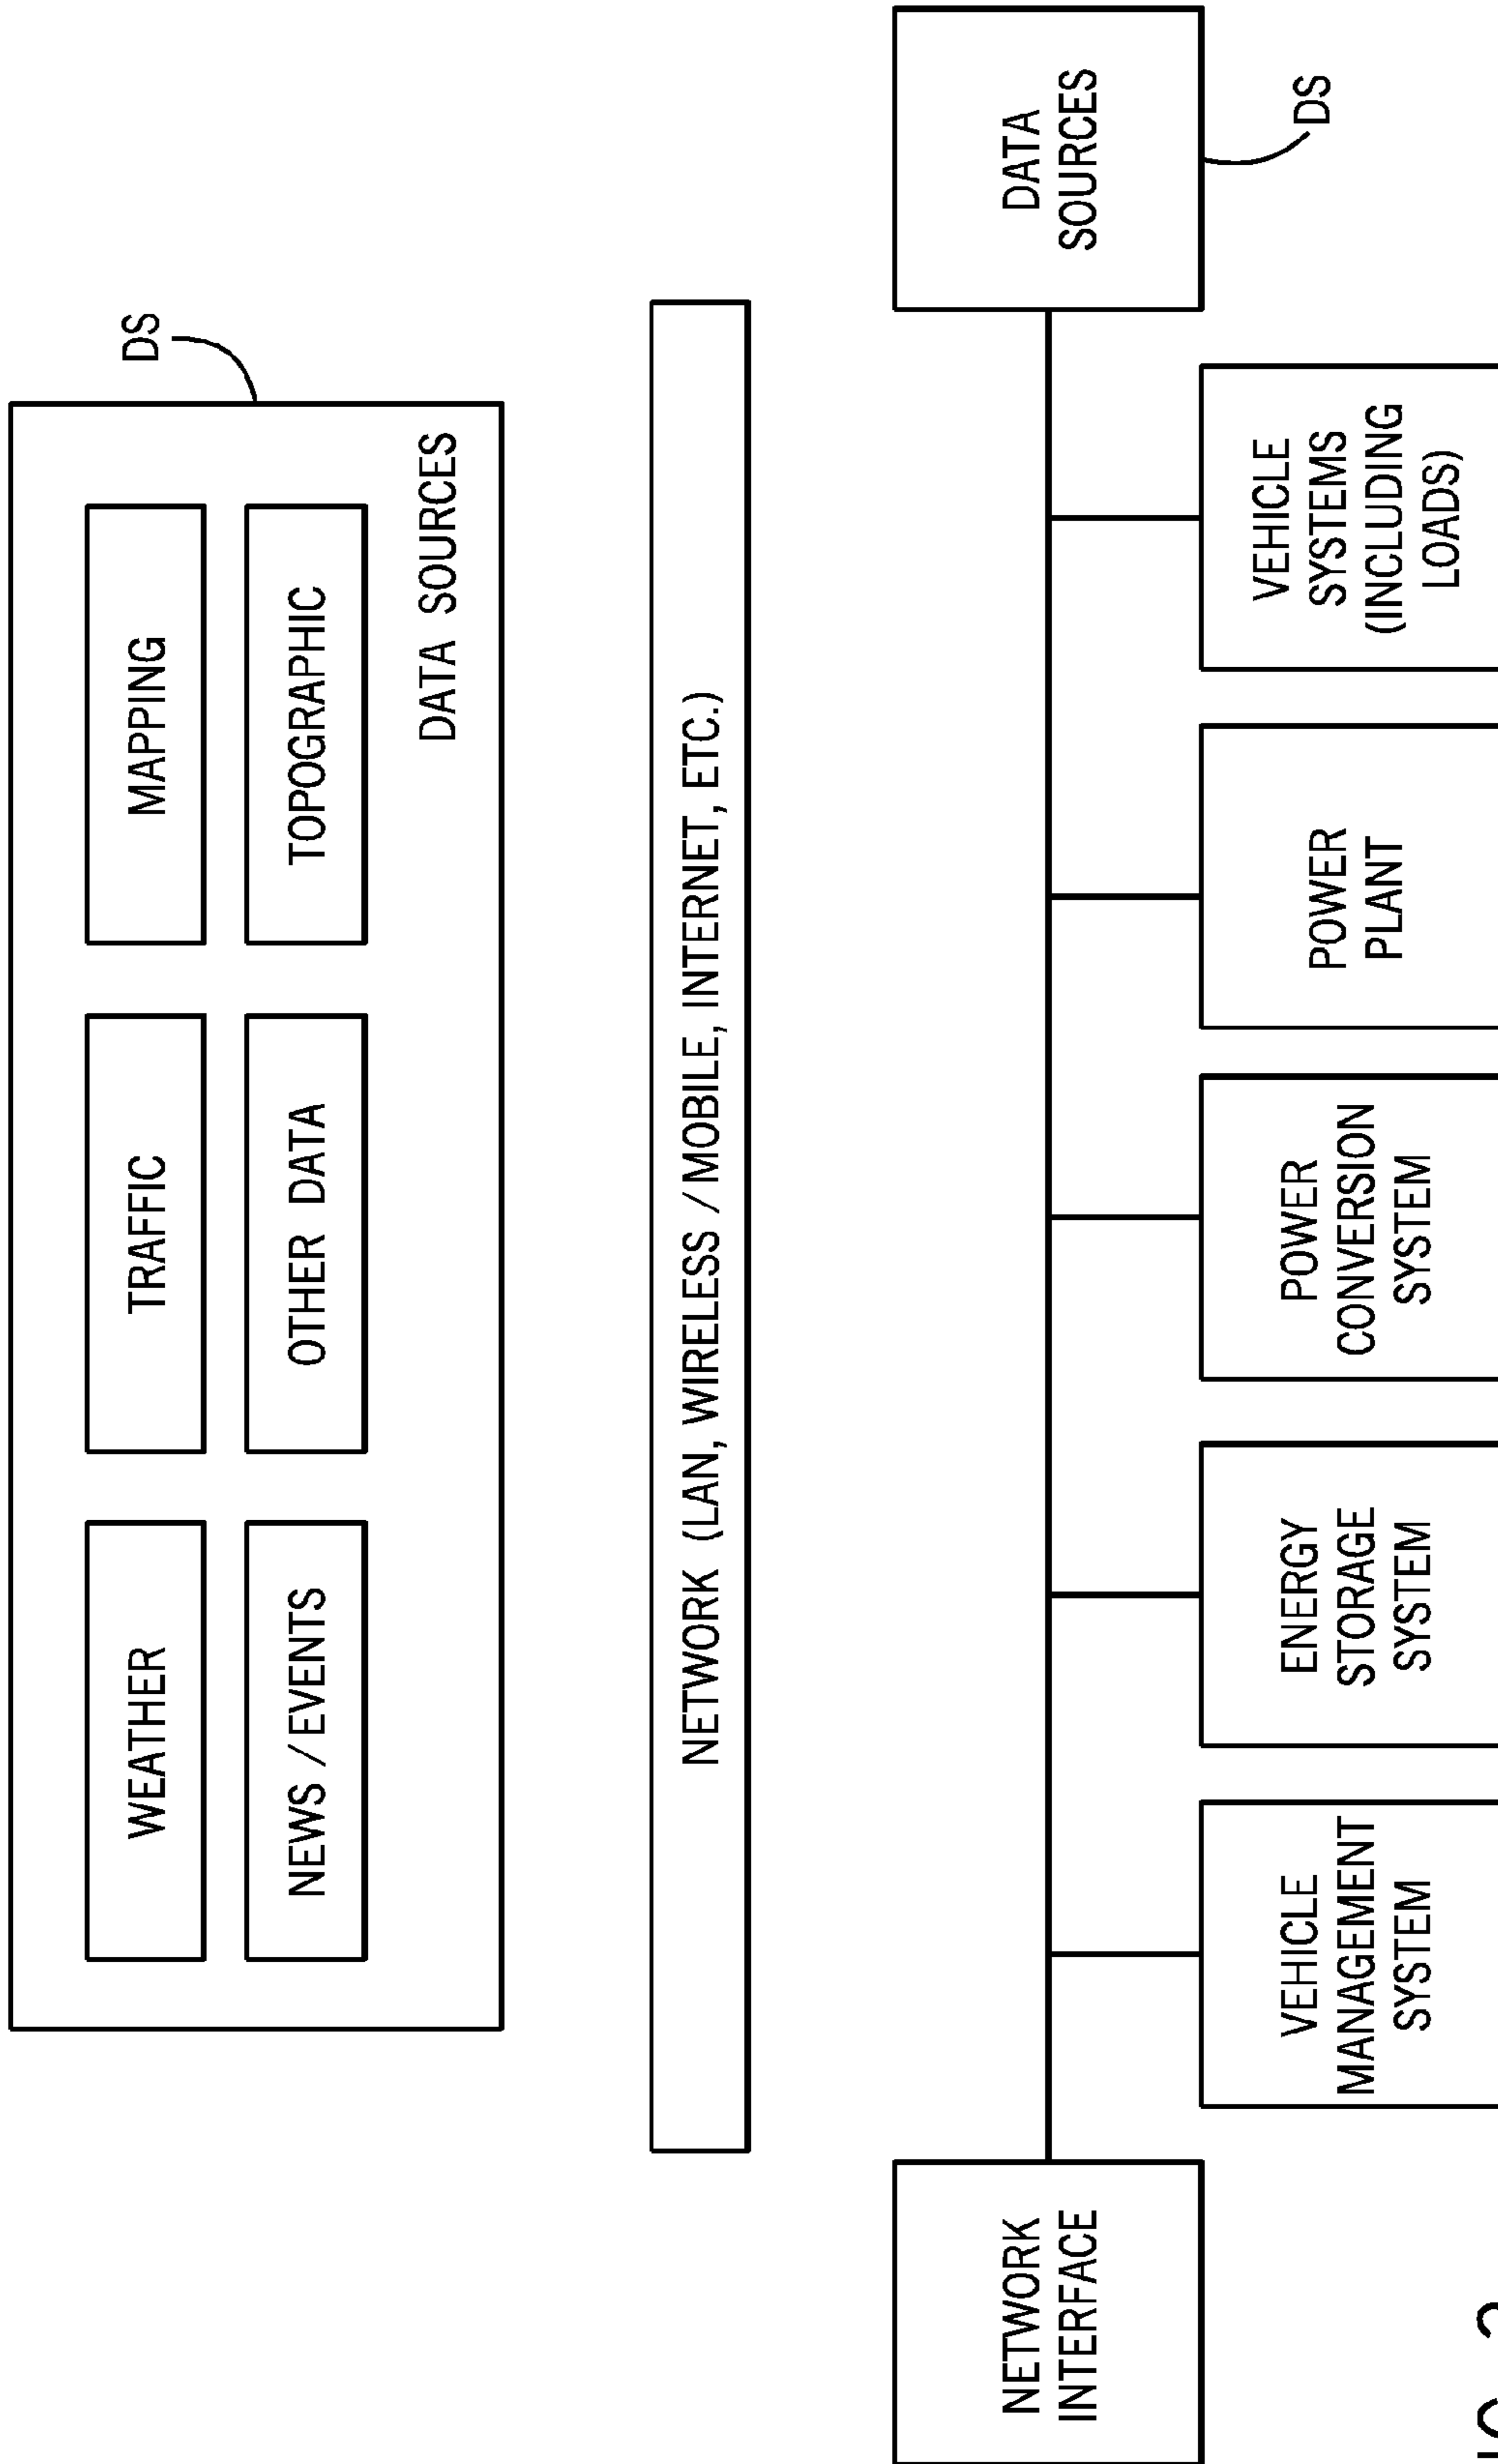 DS
WEATHER
TRAFFIC
MAPPING
NEWS / EVENTS
OTHER DATA
TOPOGRAPHIC
DATA SOURCES
NETWORK (LAN, WIRELESS / MOBILE, INTERNET, ETC.)
NETWORK
INTERFACE
DATA
SOURCES
DS
VEHICLE
MANAGEMENT
SYSTEM
ENERGY
STORAGE
SYSTEM
POWER
CONVERSION
SYSTEM
POWER
PLANT
VEHICLE
SYSTEMS
(INCLUDING
LOADS)